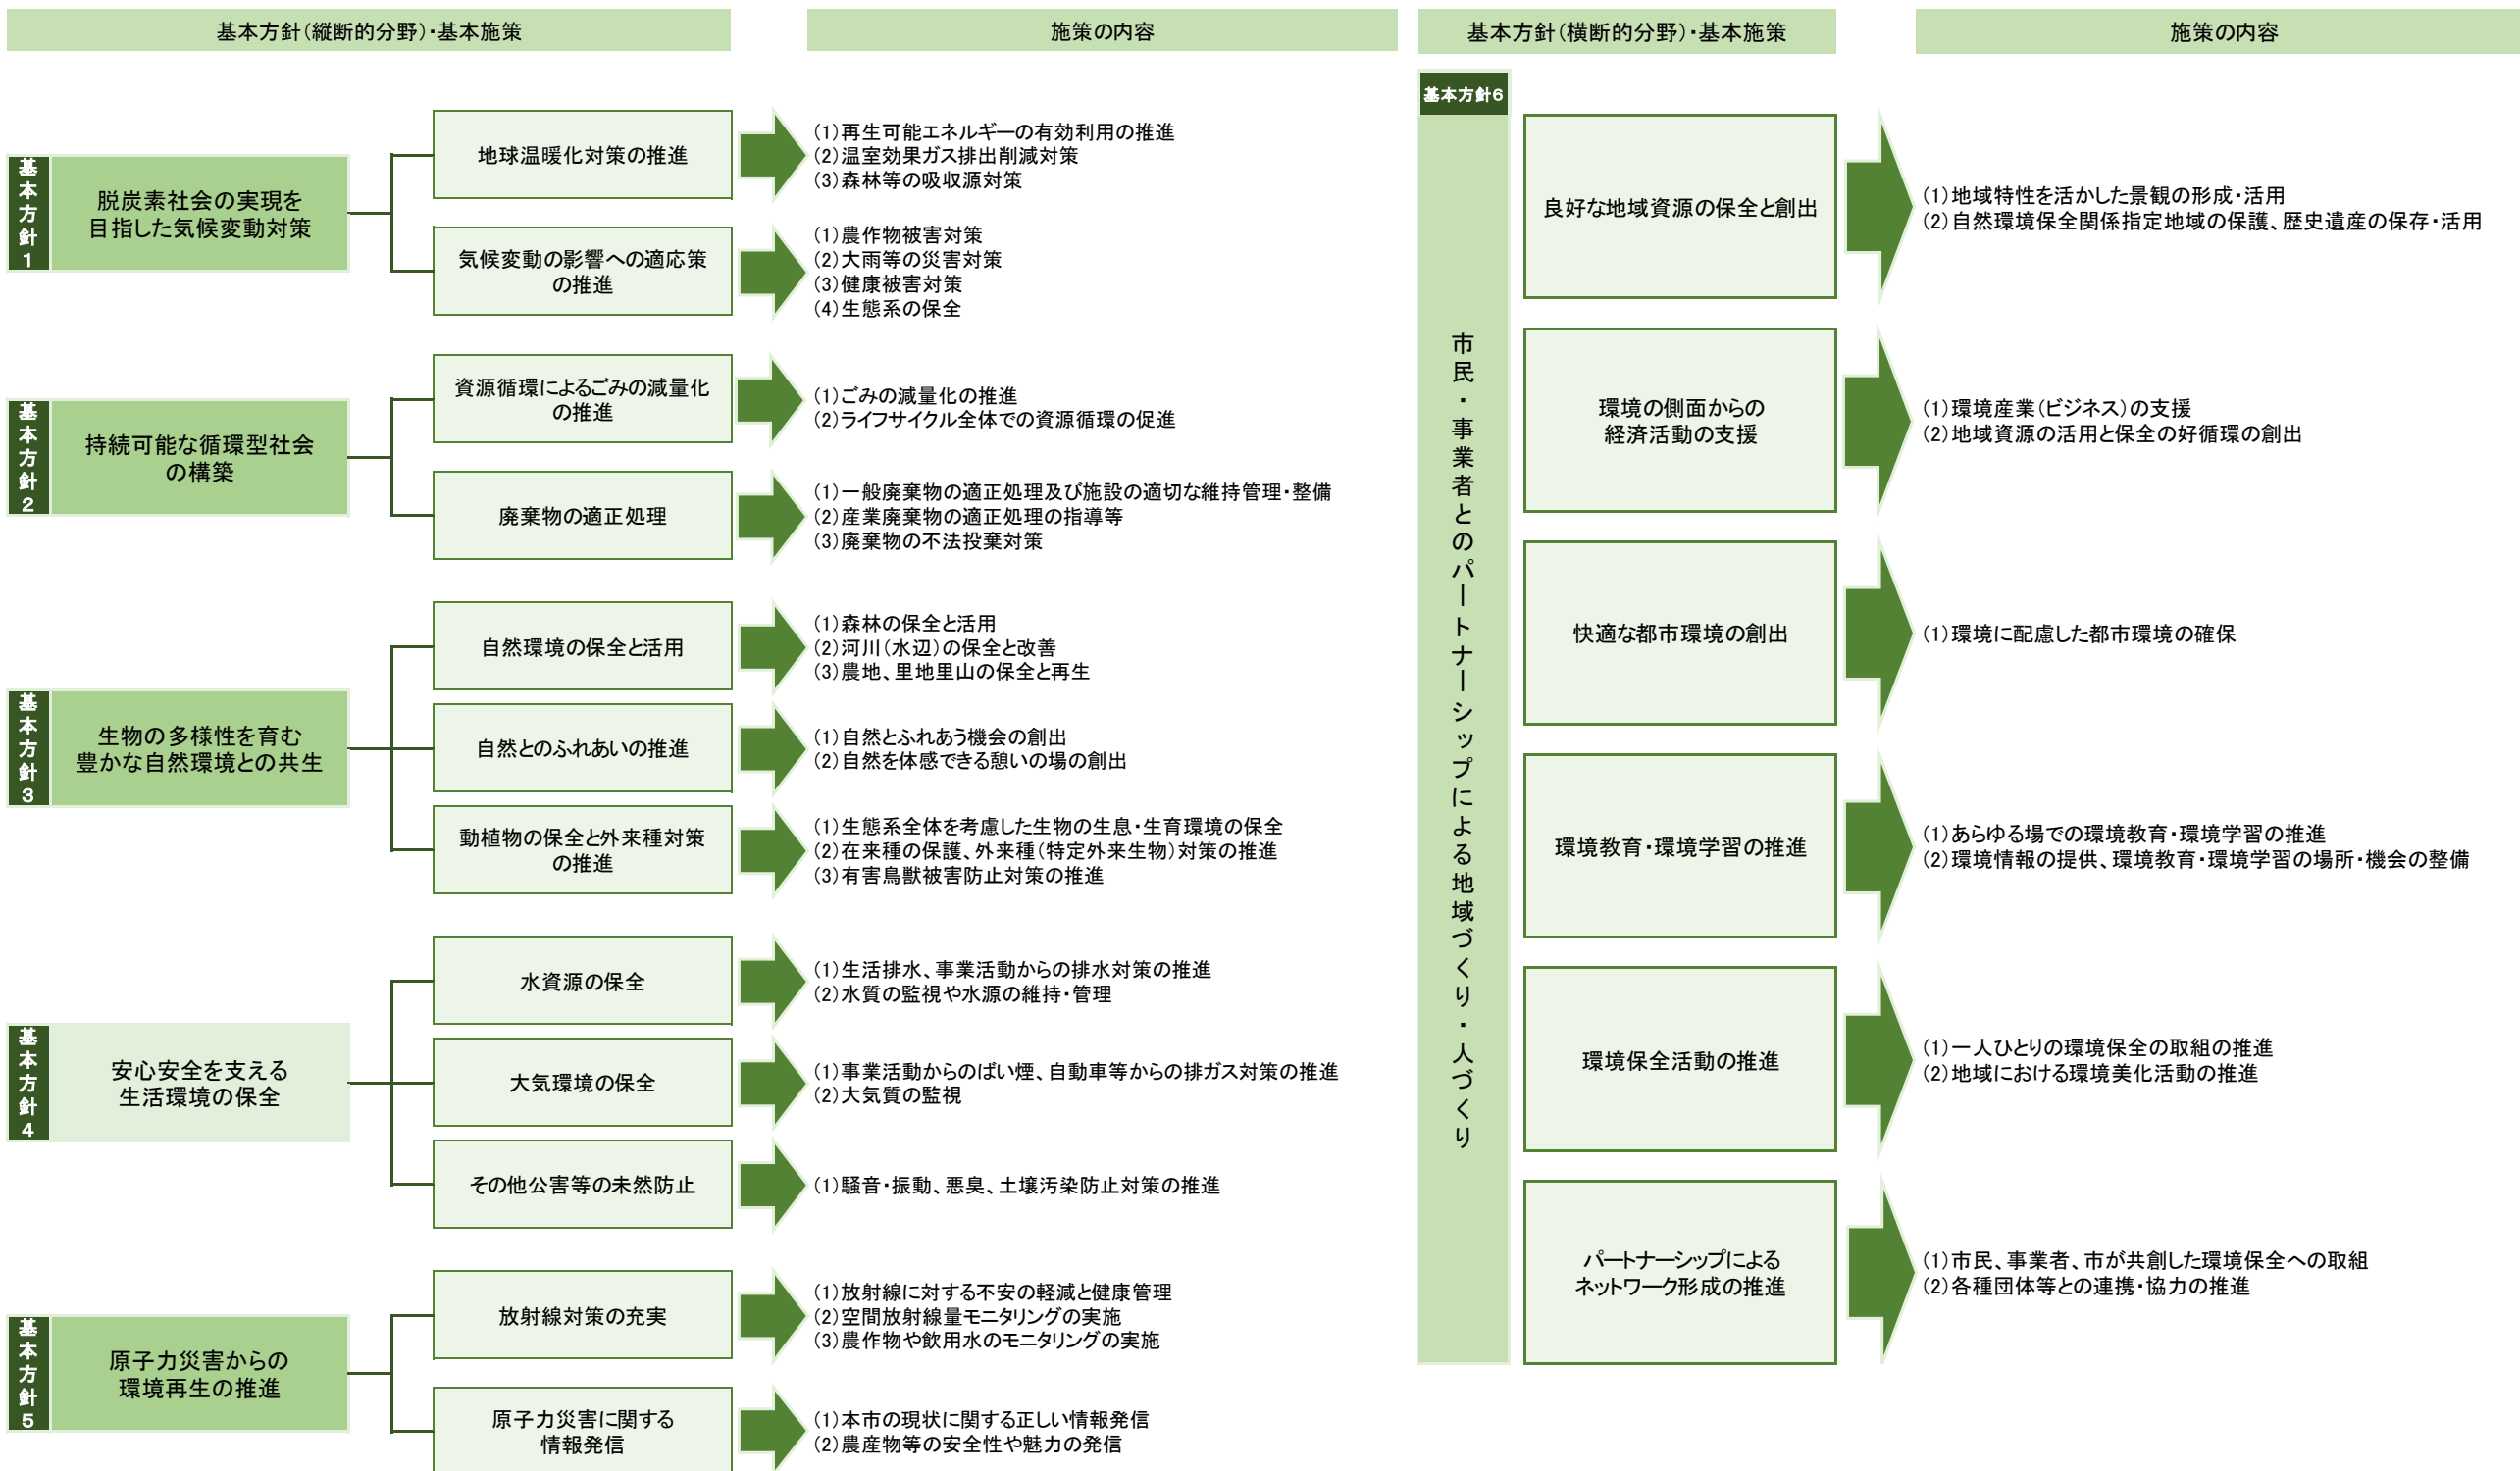 基本方針（縦断的分野）・基本施策
施策の内容
基本方針1
脱炭素社会の実現を
目指した気候変動対策
地球温暖化対策の推進
(1)再生可能エネルギーの有効利用の推進
(2)温室効果ガス排出削減対策
(3)森林等の吸収源対策
気候変動の影響への適応策
の推進
(1)農作物被害対策
(2)大雨等の災害対策
(3)健康被害対策
(4)生態系の保全
基本方針2
持続可能な循環型社会
の構築
資源循環によるごみの減量化
の推進
(1)ごみの減量化の推進
(2)ライフサイクル全体での資源循環の促進
廃棄物の適正処理
(1)一般廃棄物の適正処理及び施設の適切な維持管理・整備
(2)産業廃棄物の適正処理の指導等
(3)廃棄物の不法投棄対策
基本方針3
生物の多様性を育む
豊かな自然環境との共生
自然環境の保全と活用
(1)森林の保全と活用
(2)河川（水辺）の保全と改善
(3)農地、里地里山の保全と再生
自然とのふれあいの推進
(1)自然とふれあう機会の創出
(2)自然を体感できる憩いの場の創出
動植物の保全と外来種対策
の推進
(1)生態系全体を考慮した生物の生息・生育環境の保全
(2)在来種の保護、外来種（特定外来生物）対策の推進
(3)有害鳥獣被害防止対策の推進
基本方針4
安心安全を支える
生活環境の保全
水資源の保全
(1)生活排水、事業活動からの排水対策の推進
(2)水質の監視や水源の維持・管理
大気環境の保全
(1)事業活動からのばい煙、自動車等からの排ガス対策の推進
(2)大気質の監視
その他公害等の未然防止
(1)騒音・振動、悪臭、土壌汚染防止対策の推進
基本方針5
原子力災害からの
環境再生の推進
放射線対策の充実
(1)放射線に対する不安の軽減と健康管理
(2)空間放射線量モニタリングの実施
(3)農作物や飲用水のモニタリングの実施
原子力災害に関する
情報発信
(1)本市の現状に関する正しい情報発信
(2)農産物等の安全性や魅力の発信
基本方針（横断的分野）・基本施策
施策の内容
基本方針6
市民・事業者とのパートナーシップによる地域づくり・人づくり
良好な地域資源の保全と創出
(1)地域特性を活かした景観の形成・活用
(2)自然環境保全関係指定地域の保護、歴史遺産の保存・活用
環境の側面からの
経済活動の支援
(1)環境産業（ビジネス）の支援
(2)地域資源の活用と保全の好循環の創出
快適な都市環境の創出
(1)環境に配慮した都市環境の確保
環境教育・環境学習の推進
(1)あらゆる場での環境教育・環境学習の推進
(2)環境情報の提供、環境教育・環境学習の場所・機会の整備
環境保全活動の推進
(1)一人ひとりの環境保全の取組の推進
(2)地域における環境美化活動の推進
パートナーシップによる
ネットワーク形成の推進
(1)市民、事業者、市が共創した環境保全への取組
(2)各種団体等との連携・協力の推進